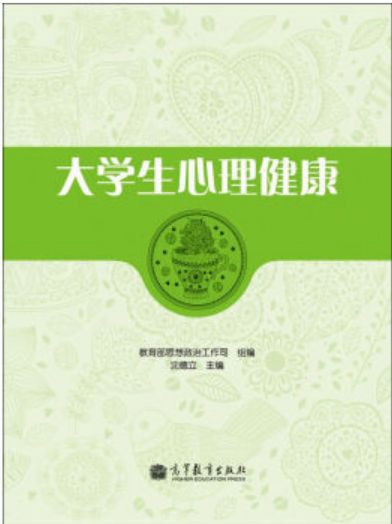 大学生心理健康
教育部思想政治工作司 组编
沈德立 主编
高等教育出版社
HIGHER EDUCATION PRESS